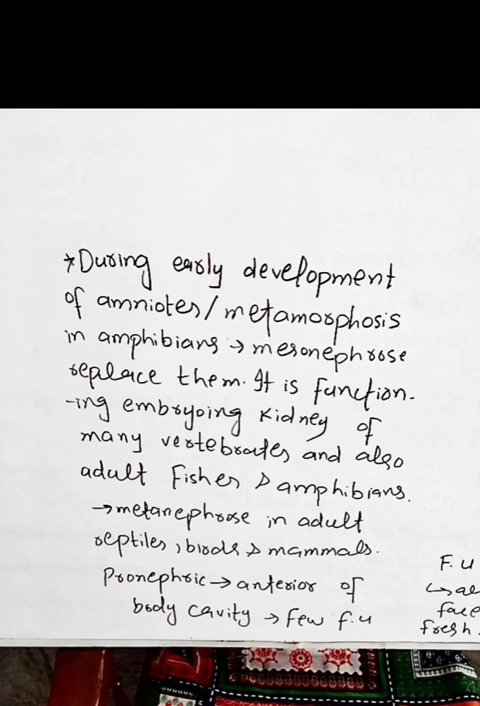 →During early development
of amniotes/metamorphosis
in amphibians → mesonephrose
replace them. It is function-
-ing embryoing kidney of
many vertebrates and also
adult Fishes & amphibians.
→metanephrose in adult
reptiles, birds & mammals.
Pronephric → anterior of
body cavity → Few f.u
F.U
↳ae
face
fresh.